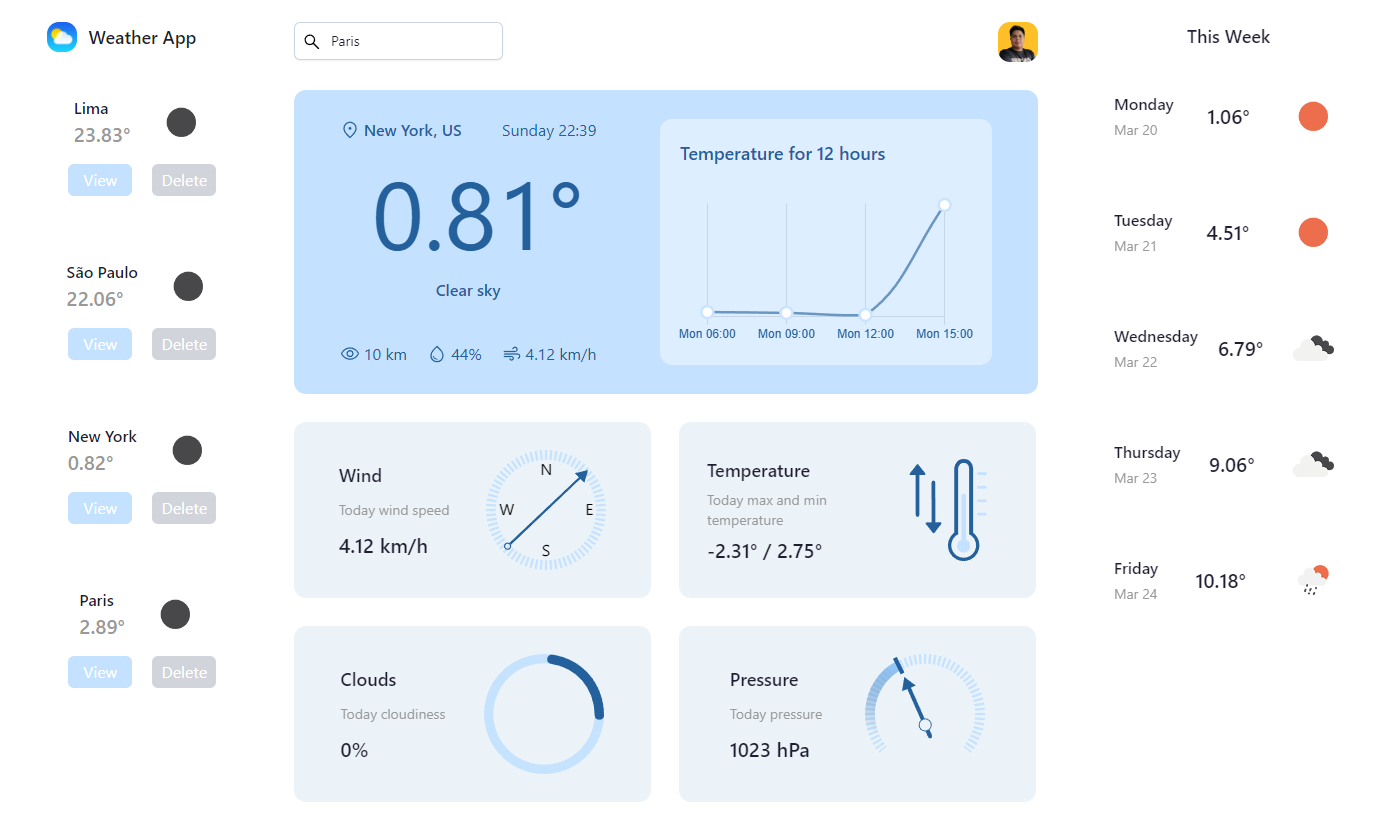 Weather App
Lima
23.83°
View Delete
São Paulo
22.06°
View Delete
New York
0.82°
View Delete
Paris
2.89°
View Delete
Paris
New York, US Sunday 22:39
0.81°
Clear sky
10 km 44% 4.12 km/h
Temperature for 12 hours
Mon 06:00 Mon 09:00 Mon 12:00 Mon 15:00
Wind
Today wind speed
4.12 km/h
N
W E
S
Temperature
Today max and min
temperature
-2.31° / 2.75°
Clouds
Today cloudiness
0%
Pressure
Today pressure
1023 hPa
This Week
Monday
Mar 20
1.06°
Tuesday
Mar 21
4.51°
Wednesday
Mar 22
6.79°
Thursday
Mar 23
9.06°
Friday
Mar 24
10.18°